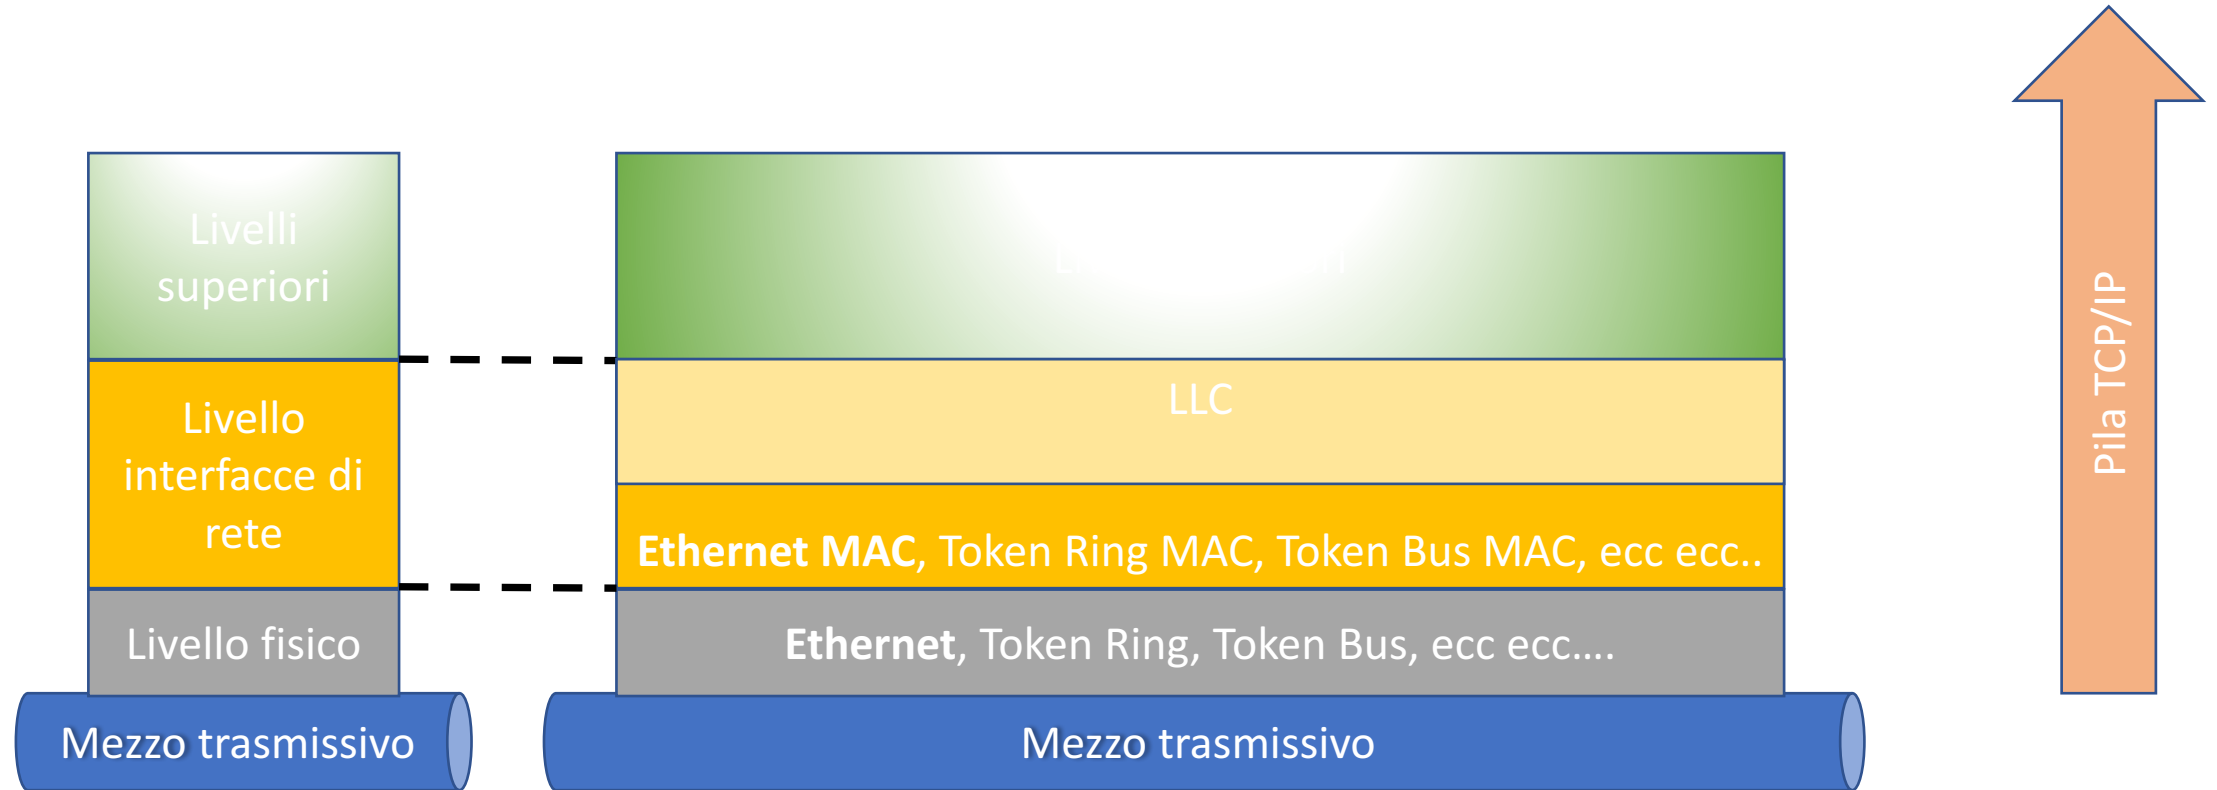 Livelli
superiori
Livello
interfacce di
rete
Livello fisico
Mezzo trasmissivo
LLC
Ethernet MAC, Token Ring MAC, Token Bus MAC, ecc ecc..
Ethernet, Token Ring, Token Bus, ecc ecc....
Mezzo trasmissivo
Pila TCP/IP